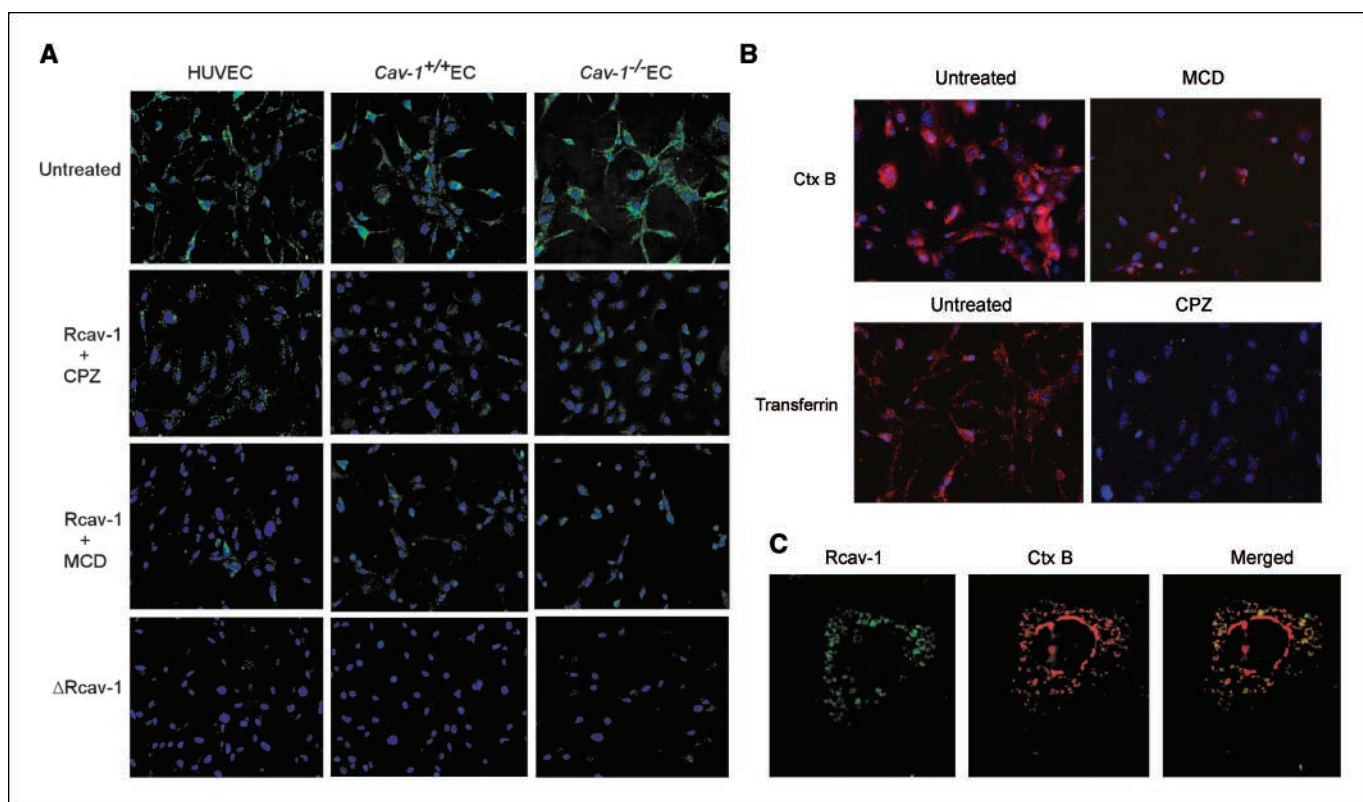 A
HUVEC Cav-1+/+EC Cav-1-/-EC
Untreated
Rcav-1
+
CPZ
Rcav-1
+
MCD
ΔRcav-1
B
Untreated MCD
Ctx B
Untreated CPZ
Transferrin
C
Rcav-1 Ctx B Merged